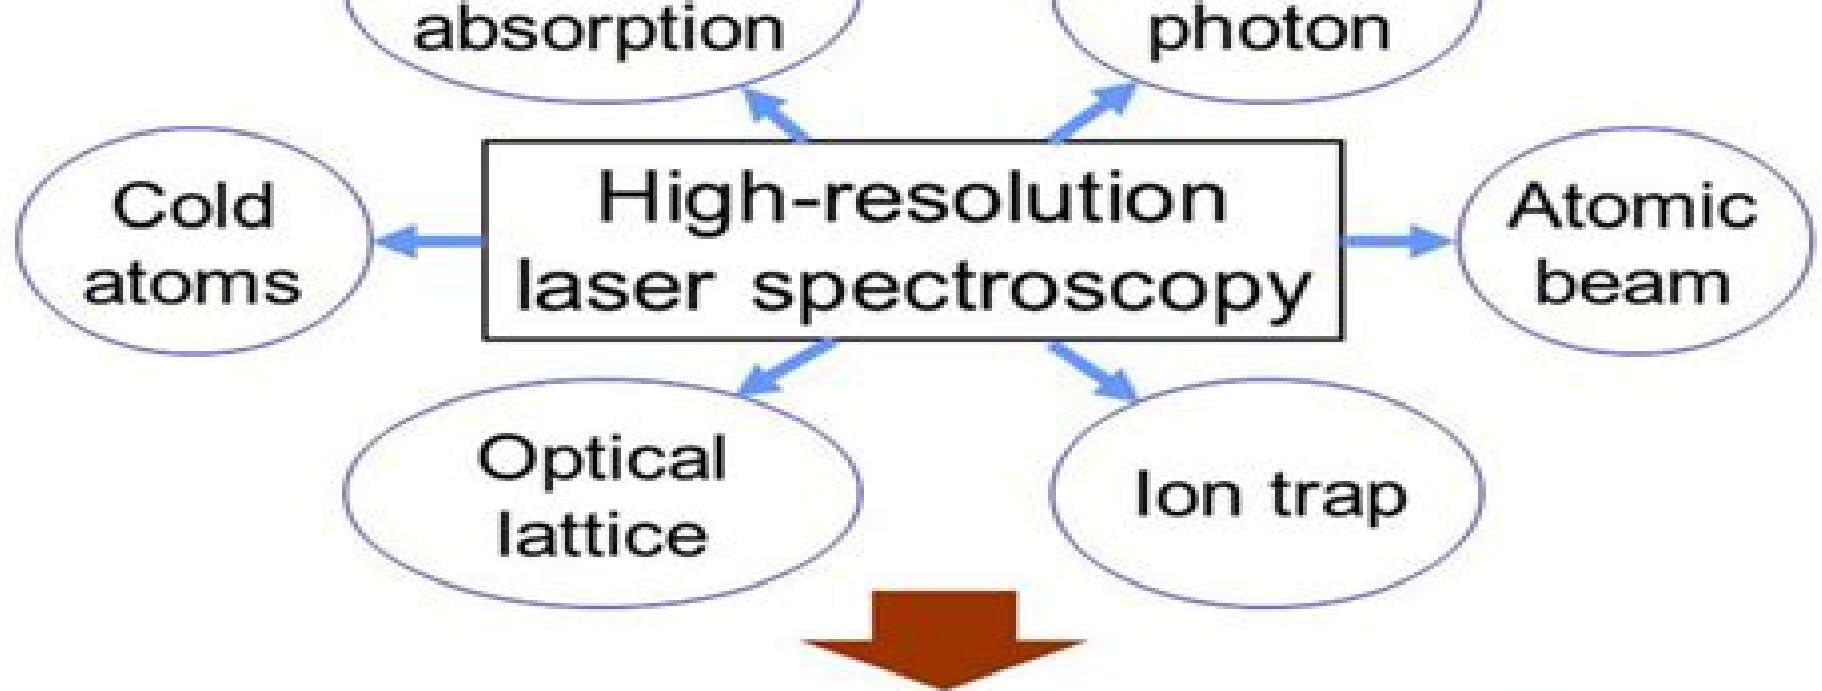 absorption
photon
Cold
atoms
High-resolution
laser spectroscopy
Atomic
beam
Optical
lattice
Ion trap